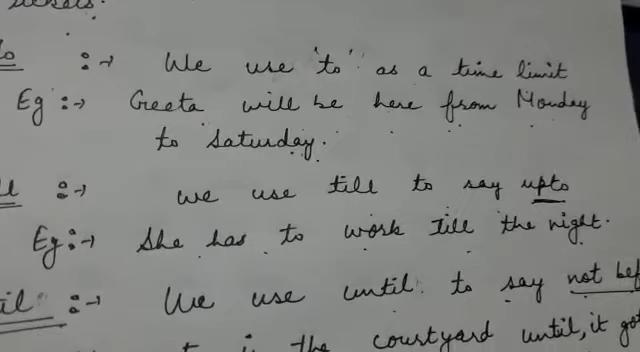 :→ We use 'to' as a time limit
Eg :→ Geeta will be here from Monday
to Saturday.
:→ We use till to say upto
Eg :→ She has to work till the night.
:→ We use until to say not
in the courtyard until, it